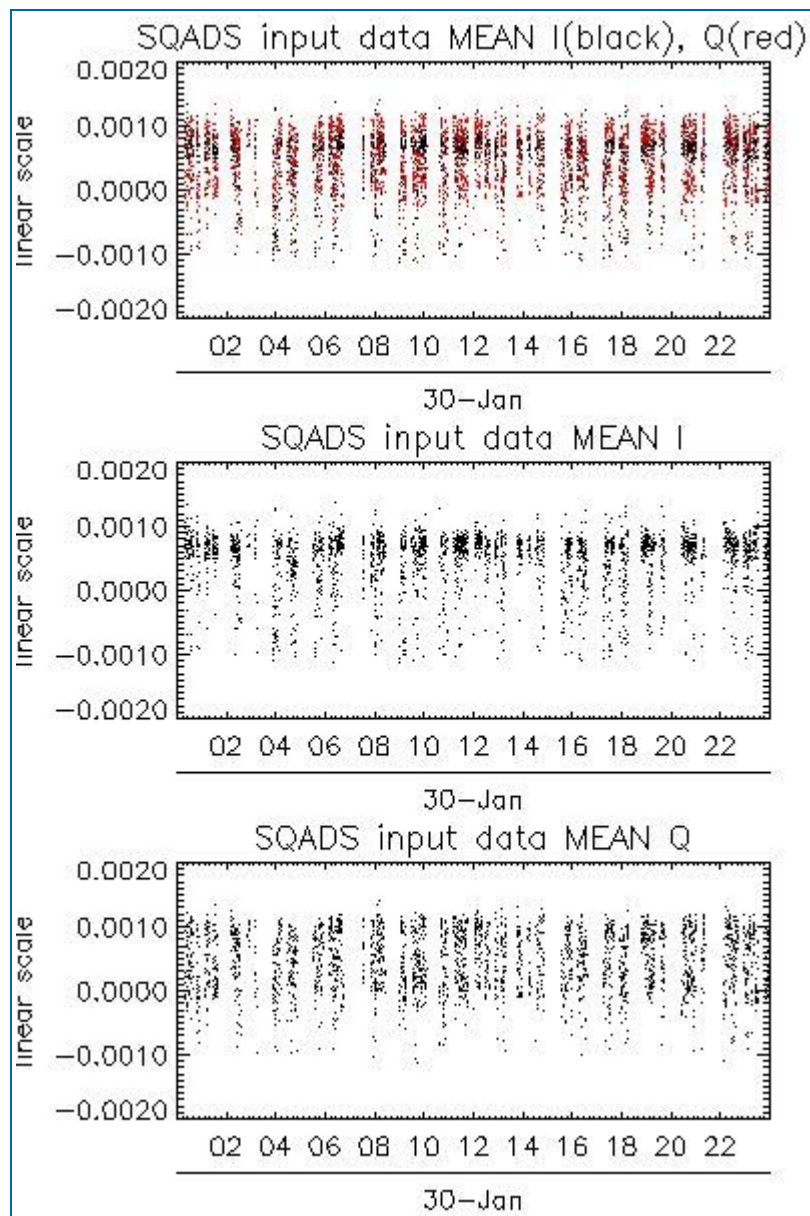 SQADS input data MEAN I(black), Q(red)
0.0020
0.0010
0.0000
-0.0010
-0.0020
linear scale
02 04 06 08 10 12 14 16 18 20 22
30-Jan
SQADS input data MEAN I
0.0020
0.0010
0.0000
-0.0010
-0.0020
linear scale
02 04 06 08 10 12 14 16 18 20 22
30-Jan
SQADS input data MEAN Q
0.0020
0.0010
0.0000
-0.0010
-0.0020
linear scale
02 04 06 08 10 12 14 16 18 20 22
30-Jan